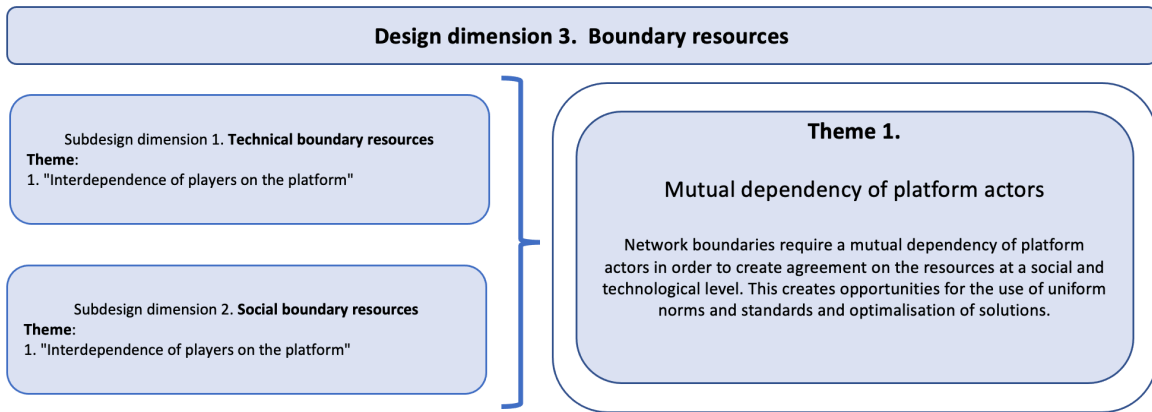 Design dimension 3.  Boundary resources
Subdesign dimension 1. Technical boundary resources
Theme:
1. "Interdependence of players on the platform"
Subdesign dimension 2. Social boundary resources
Theme:
1. "Interdependence of players on the platform"
Theme 1.
Mutual dependency of platform actors
Network boundaries require a mutual dependency of platform
actors in order to create agreement on the resources at a social and
technological level. This creates opportunities for the use of uniform
norms and standards and optimalisation of solutions.